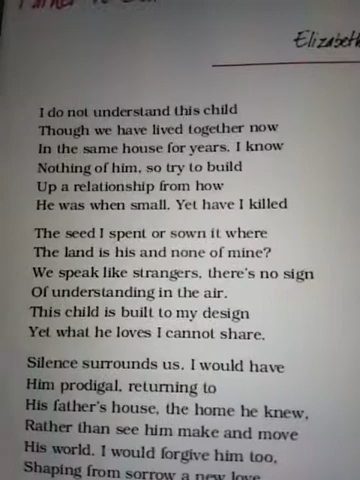 Elizabeth
I do not understand this child
Though we have lived together now
In the same house for years. I know
Nothing of him, so try to build
Up a relationship from how
He was when small. Yet have I killed
The seed I spent or sown it where
The land is his and none of mine?
We speak like strangers, there's no sign
Of understanding in the air.
This child is built to my design
Yet what he loves I cannot share.
Silence surrounds us. I would have
Him prodigal, returning to
His father's house, the home he knew,
Rather than see him make and move
His world. I would forgive him too,
Shaping from sorrow a new love.